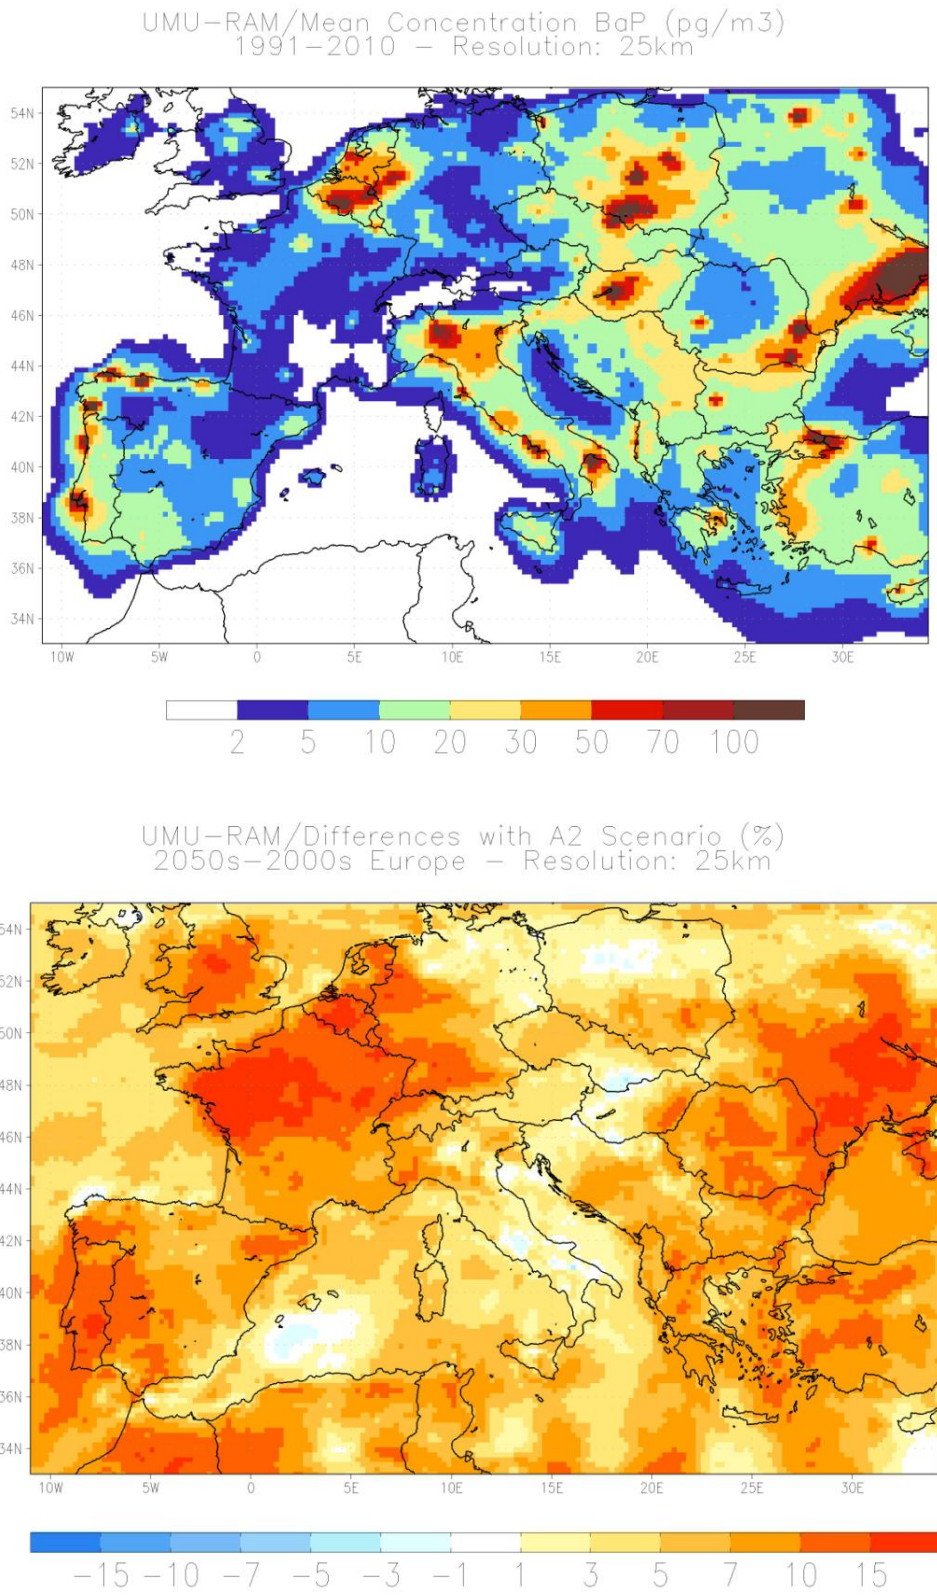 UMU-RAM/Mean Concentration BaP (pg/m3)
1991-2010 - Resolution: 25km
54N
52N
50N
48N
46N
44N
42N
40N
38N
36N
34N
10W 5W 0 5E 10E 15E 20E 25E 30E
2 5 10 20 30 50 70 100
UMU-RAM/Differences with A2 Scenario (%)
2050s-2000s Europe - Resolution: 25km
54N
52N
50N
48N
46N
44N
42N
40N
38N
36N
34N
10W 5W 0 5E 10E 15E 20E 25E 30E
-15 -10 -7 -5 -3 -1 1 3 5 7 10 15